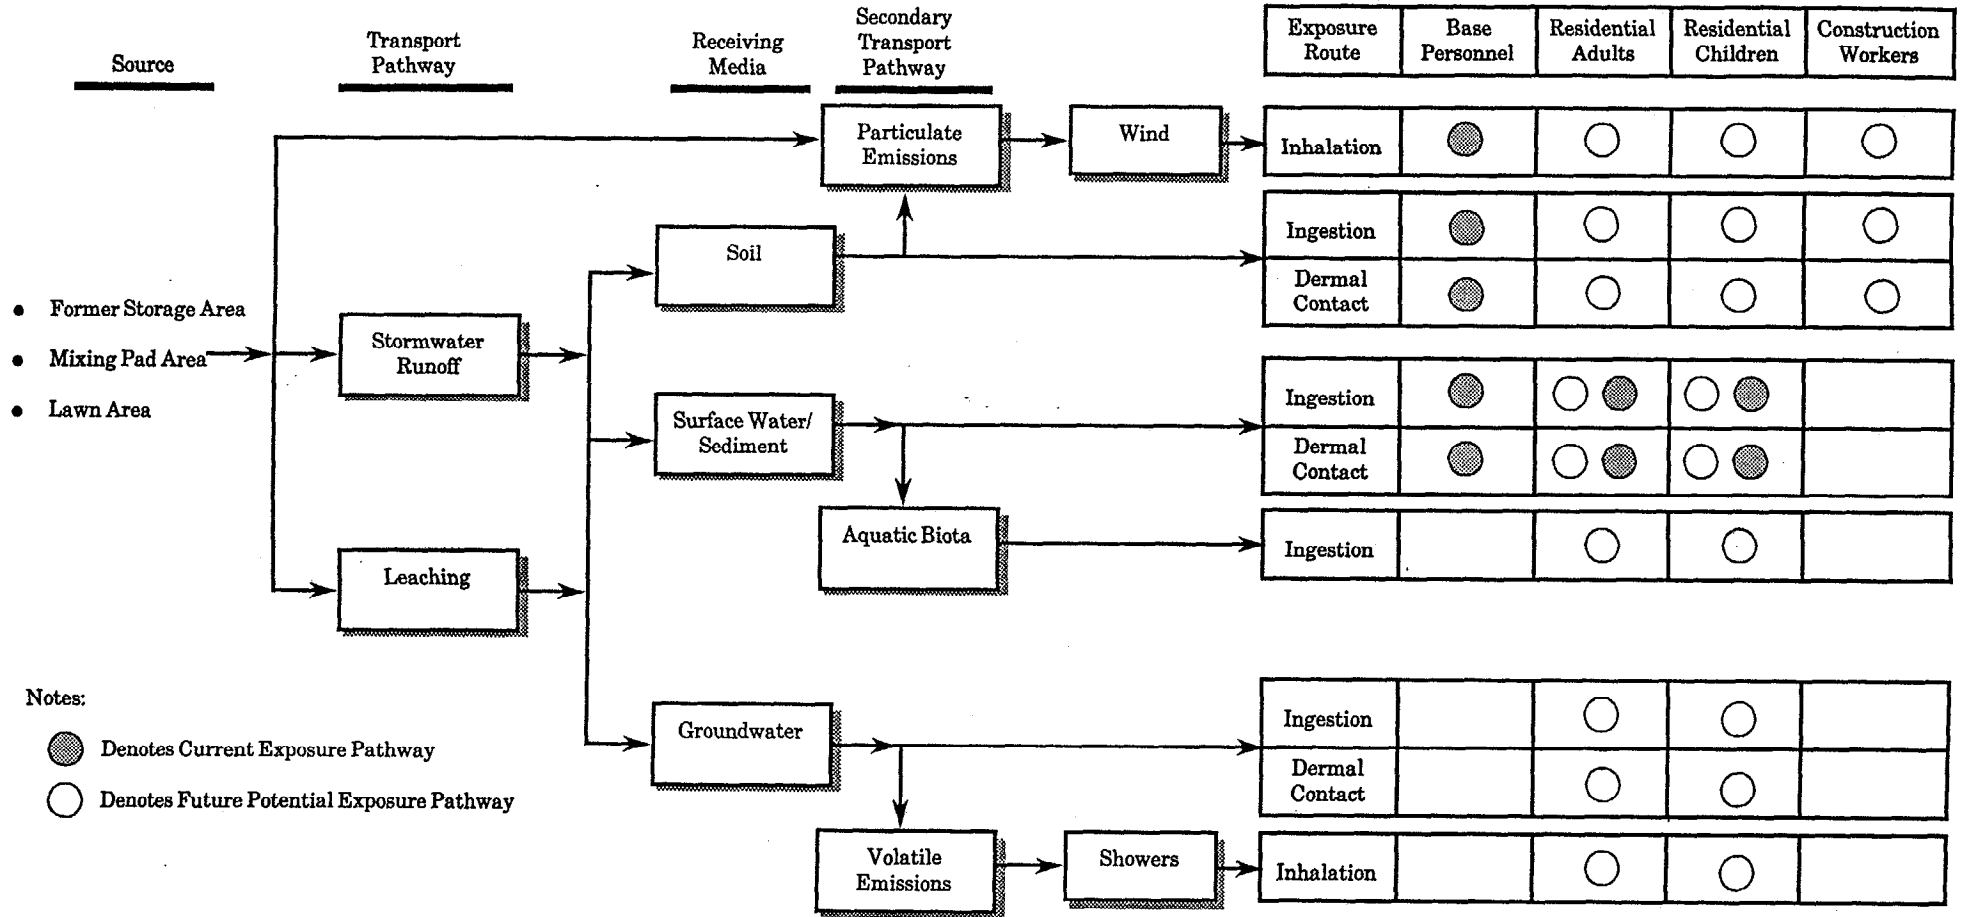 Source
Transport
Pathway
Receiving
Media
Secondary
Transport
Pathway
Exposure
Route
Base
Personnel
Residential
Adults
Residential
Children
Construction
Workers
Particulate
Emissions
Wind
Inhalation
Soil
Ingestion
Dermal
Contact
• Former Storage Area
• Mixing Pad Area
• Lawn Area
Stormwater
Runoff
Surface Water/
Sediment
Ingestion
Dermal
Contact
Aquatic Biota
Ingestion
Leaching
Groundwater
Ingestion
Dermal
Contact
Volatile
Emissions
Showers
Inhalation
Notes:
Denotes Current Exposure Pathway
Denotes Future Potential Exposure Pathway